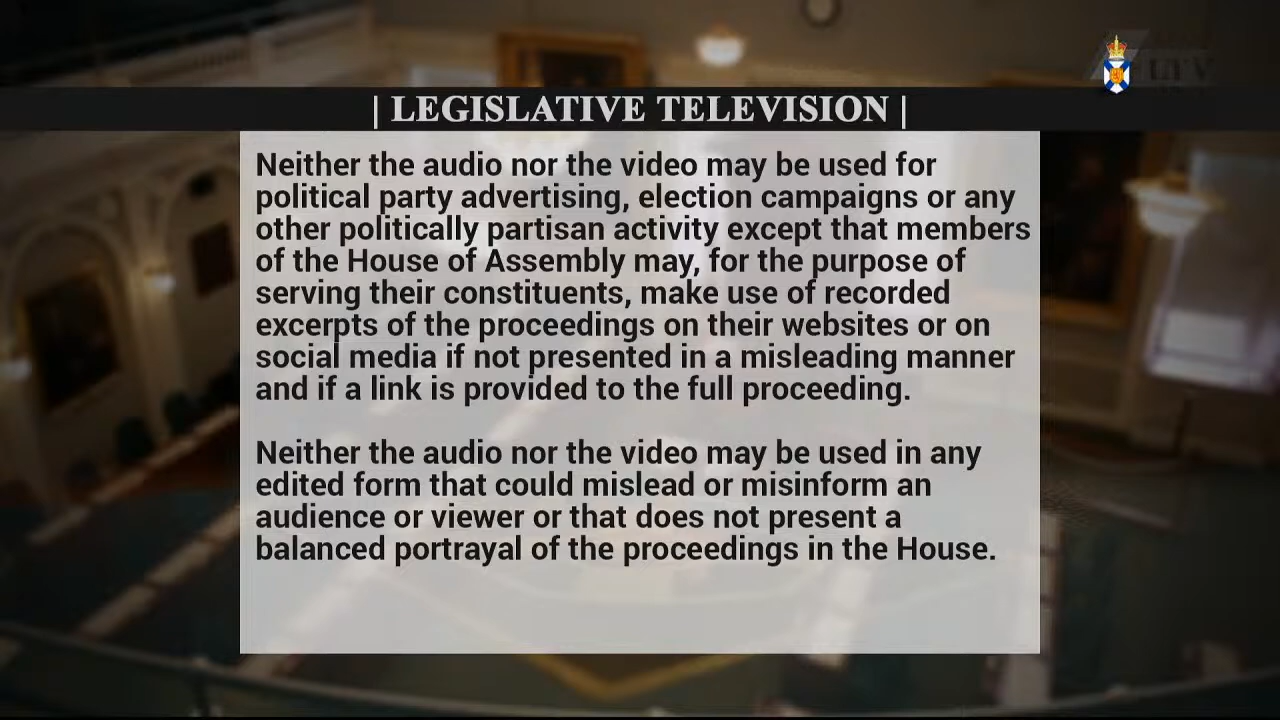 | LEGISLATIVE TELEVISION |
Neither the audio nor the video may be used for
political party advertising, election campaigns or any
other politically partisan activity except that members
of the House of Assembly may, for the purpose of
serving their constituents, make use of recorded
excerpts of the proceedings on their websites or on
social media if not presented in a misleading manner
and if a link is provided to the full proceeding.
Neither the audio nor the video may be used in any
edited form that could mislead or misinform an
audience or viewer or that does not present a
balanced portrayal of the proceedings in the House.